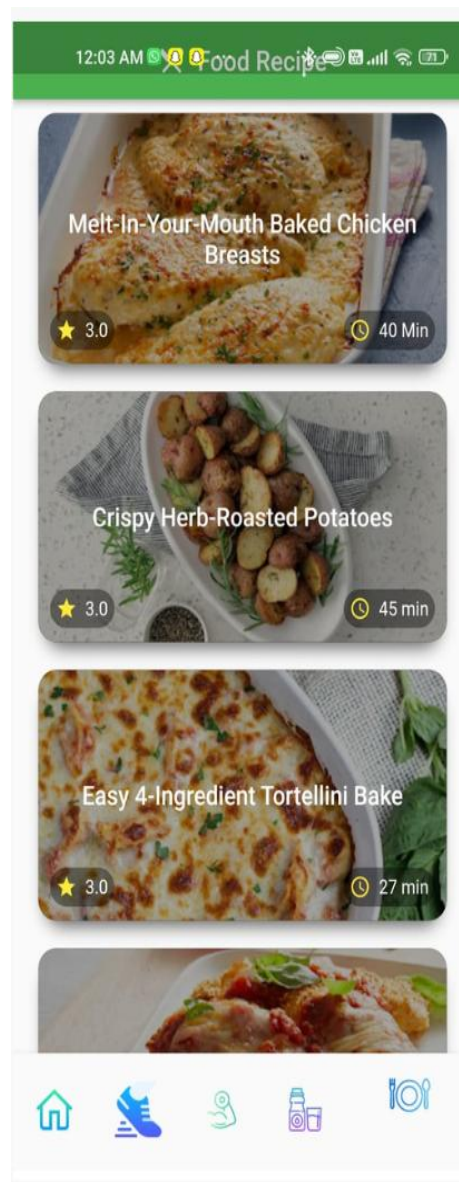 12:03 AM
Food Recipe
71
Melt-In-Your-Mouth Baked Chicken
Breasts
3.0
40 Min
Crispy Herb-Roasted Potatoes
3.0
45 min
Easy 4-Ingredient Tortellini Bake
3.0
27 min